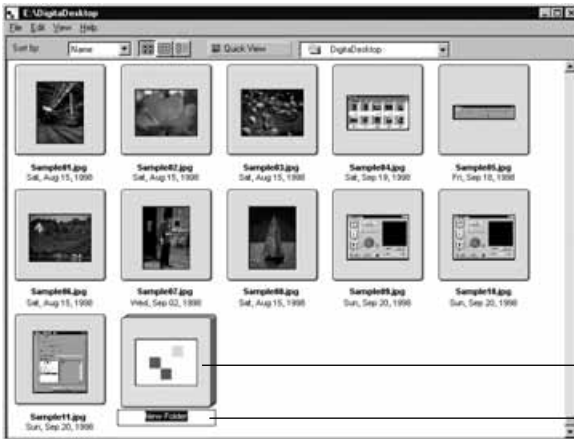 E:\DigitaDesktop
File Edit View Help
Sort by: Name Quick View DigitaDesktop
Sample01.jpg Sample02.jpg Sample03.jpg Sample04.jpg Sample05.jpg
Sat, Aug 15, 1998 Sat, Aug 15, 1998 Sat, Aug 15, 1998 Sat, Sep 19, 1998 Fri, Sep 18, 1998
Sample06.jpg Sample07.jpg Sample08.jpg Sample09.jpg Sample10.jpg
Sat, Aug 15, 1998 Wed, Sep 02, 1998 Sat, Aug 15, 1998 Sun, Sep 20, 1998 Sun, Sep 20, 1998
Sample11.jpg New Folder
Sun, Sep 20, 1998